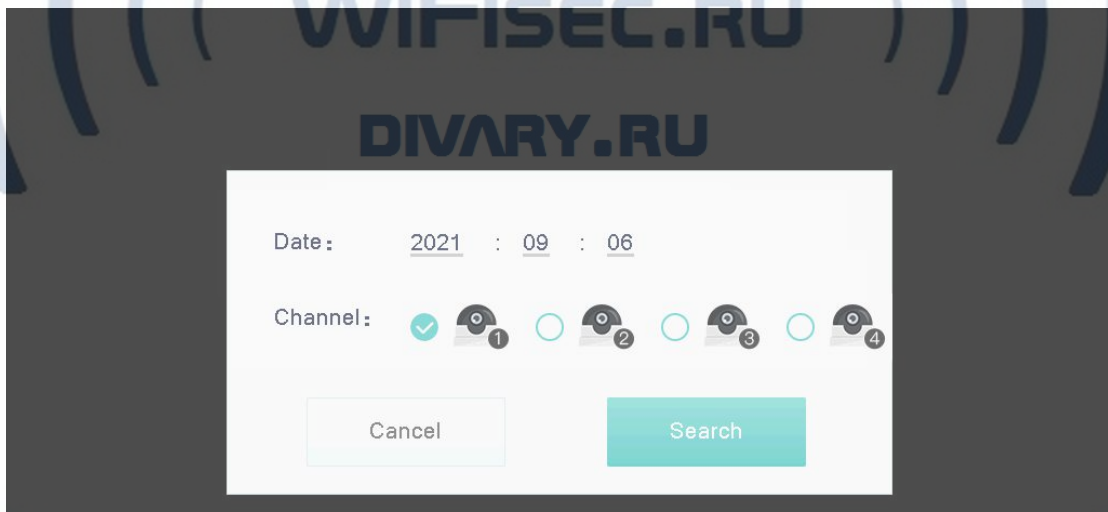 WIFISEC.RU
DIVARY.RU
Date: 2021 : 09 : 06
Channel: 1 2 3 4
Cancel Search